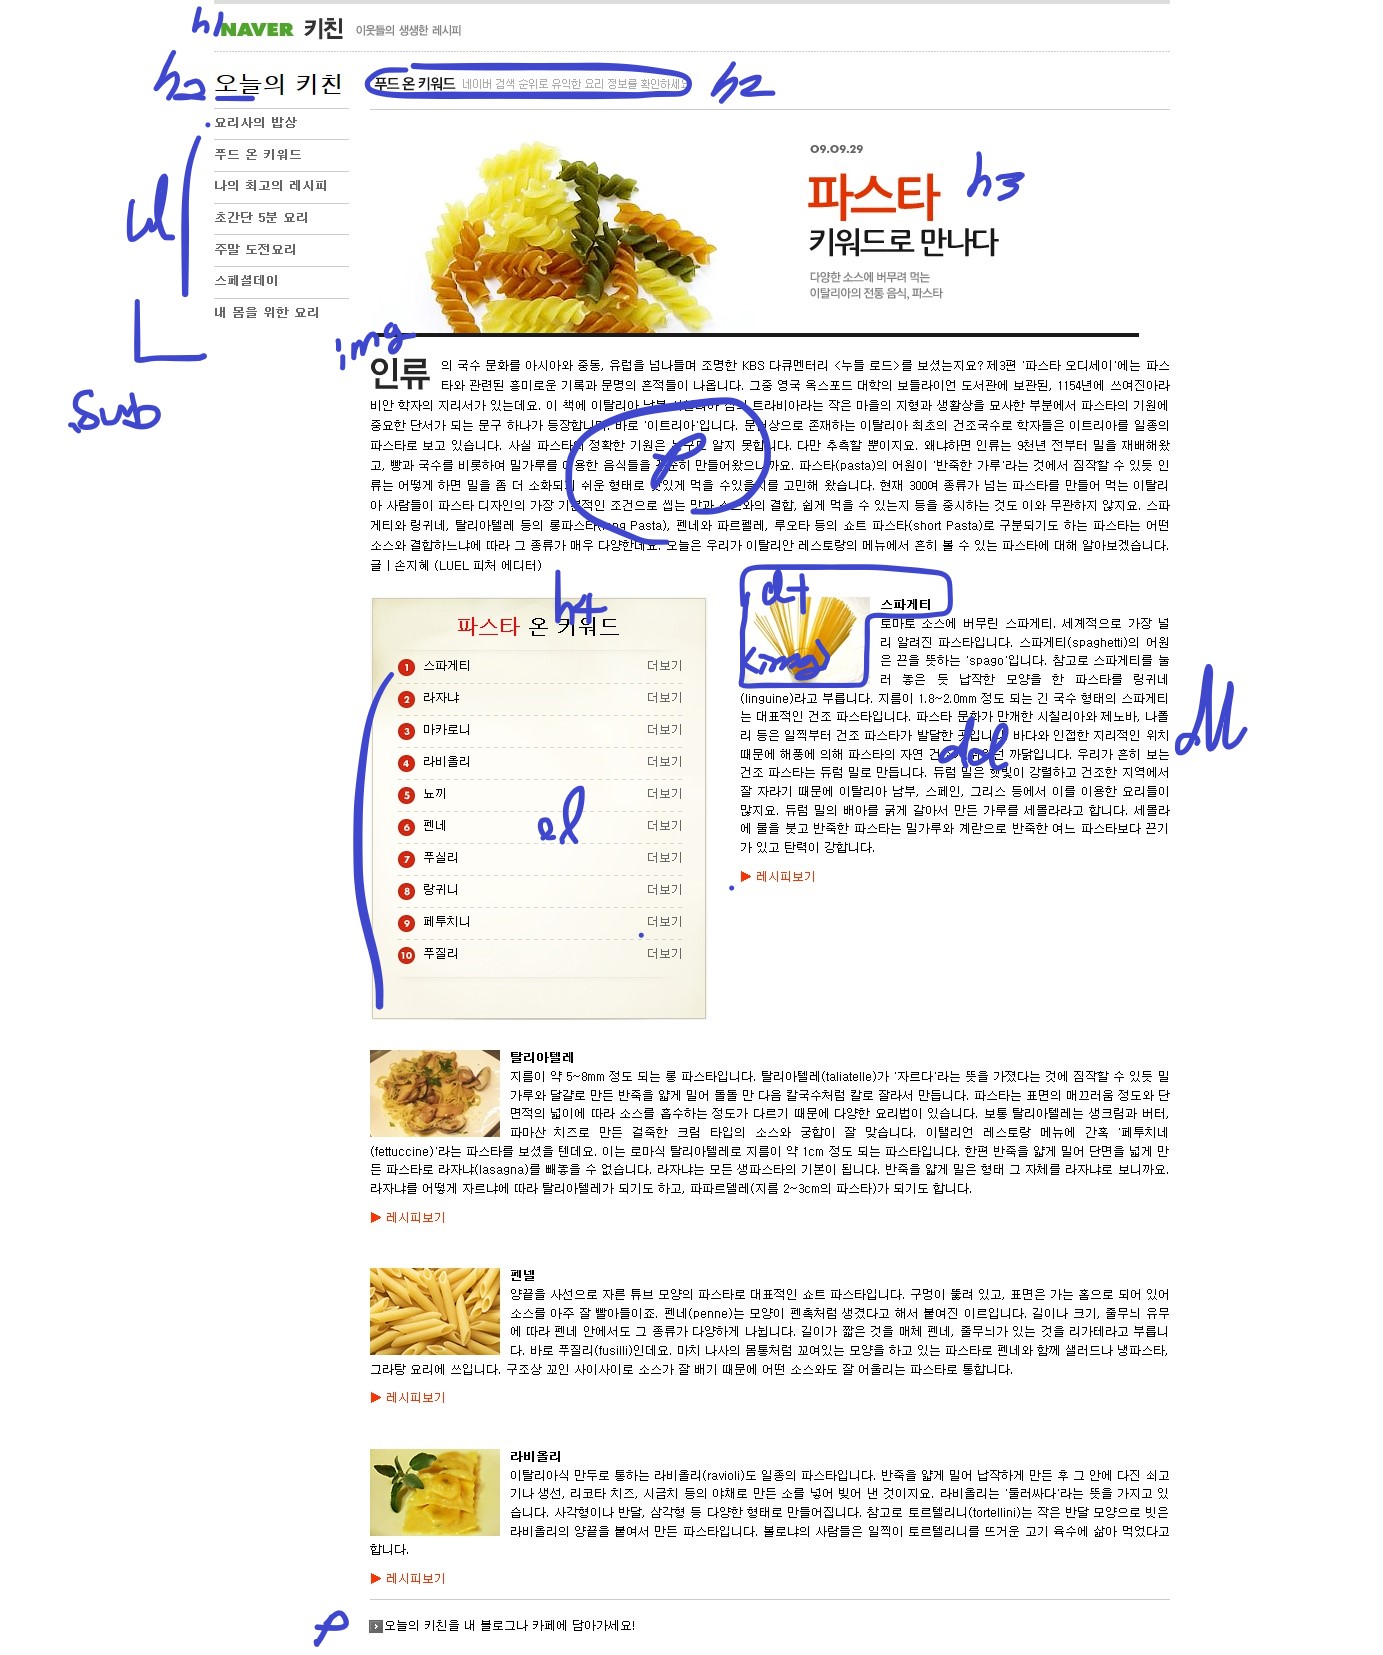 h1 NAVER 키친 이웃들의 생생한 레시피
h2 오늘의 키친
푸드 온 키워드 네이버 검색 순위로 유익한 요리 정보를 확인하세요 h2
요리사의 밥상
푸드 온 키워드
나의 최고의 레시피
초간단 5분 요리
주말 도전요리
스페셜데이
내 몸을 위한 요리
ul
.sub
09.09.29
파스타 h3
키워드로 만나다
다양한 소스에 버무려 먹는
이탈리아의 전통 음식, 파스타
img
인류의 국수 문화를 아시아와 중동, 유럽을 넘나들며 조명한 KBS 다큐멘터리 <누들 로드>를 보셨는지요? 제3편 '파스타 오디세이'에는 파스
타와 관련된 흥미로운 기록과 문명의 흔적들이 나옵니다. 그중 영국 옥스포드 대학의 보들라이언 도서관에 보관된, 1154년에 쓰여진아라
비안 학자의 지리서가 있는데요. 이 책에 이탈리아 남부 트라비아라는 작은 마을의 지형과 생활상을 묘사한 부분에서 파스타의 기원에
중요한 단서가 되는 문구 하나가 등장합니다. 바로 '이트리아'입니다. 문헌상으로 존재하는 이탈리아 최초의 건조국수로 학자들은 이트리아를 일종의
파스타로 보고 있습니다. 사실 파스타의 정확한 기원은 누구도 알지 못합니다. 다만 추측할 뿐이지요. 왜냐하면 인류는 9천년 전부터 밀을 재배해왔
고, 빵과 국수를 비롯하여 밀가루를 이용한 음식들을 꾸준히 만들어왔으니까요. 파스타(pasta)의 어원이 '반죽한 가루'라는 것에서 짐작할 수 있듯 인
류는 어떻게 하면 밀을 좀 더 소화되기 쉬운 형태로 맛있게 먹을 수있을지를 고민해 왔습니다. 현재 300여 종류가 넘는 파스타를 만들어 먹는 이탈리
아 사람들이 파스타 디자인의 가장 기본적인 조건으로 씹는 맛과 소스와의 결합, 쉽게 먹을 수 있는지 등을 중시하는 것도 이와 무관하지 않지요. 스파
게티와 링귀네, 탈리아텔레 등의 롱파스타(long Pasta), 펜네와 파르펠레, 루오타 등의 쇼트 파스타(short Pasta)로 구분되기도 하는 파스타는 어떤
소스와 결합하느냐에 따라 그 종류가 매우 다양한데요. 오늘은 우리가 이탈리안 레스토랑의 메뉴에서 흔히 볼 수 있는 파스타에 대해 알아보겠습니다.
글 | 손지혜 (LUEL 피처 에디터)
p
h4
파스타 온 키워드
1 스파게티 더보기
2 라자냐 더보기
3 마카로니 더보기
4 라비올리 더보기
5 뇨끼 더보기
6 펜네 더보기
7 푸실리 더보기
8 링귀니 더보기
9 페투치니 더보기
10 푸질리 더보기
ol
dt
<img>
스파게티
토마토 소스에 버무린 스파게티. 세계적으로 가장 널
리 알려진 파스타입니다. 스파게티(spaghetti)의 어원
은 끈을 뜻하는 'spago'입니다. 참고로 스파게티를 눌
러 놓은 듯 납작한 모양을 한 파스타를 링귀네
(linguine)라고 부릅니다. 지름이 1.8~2.0mm 정도 되는 긴 국수 형태의 스파게티
는 대표적인 건조 파스타입니다. 파스타 문화가 만개한 시칠리아와 제노바, 나폴
리 등은 일찍부터 건조 파스타가 발달한 곳입니다. 바다와 인접한 지리적인 위치
때문에 해풍에 의해 파스타의 자연 건조가 쉬웠던 까닭입니다. 우리가 흔히 보는
건조 파스타는 듀럼 밀로 만듭니다. 듀럼 밀은 햇빛이 강렬하고 건조한 지역에서
잘 자라기 때문에 이탈리아 남부, 스페인, 그리스 등에서 이를 이용한 요리들이
많지요. 듀럼 밀의 배아를 굵게 갈아서 만든 가루를 세몰라라고 합니다. 세몰라
에 물을 붓고 반죽한 파스타는 밀가루와 계란으로 반죽한 여느 파스타보다 끈기
가 있고 탄력이 강합니다.
dd
dl
▶ 레시피보기
탈리아텔레
지름이 약 5~8mm 정도 되는 롱 파스타입니다. 탈리아텔레(taliatelle)가 '자르다'라는 뜻을 가졌다는 것에 짐작할 수 있듯 밀
가루와 달걀로 만든 반죽을 얇게 밀어 돌돌 만 다음 칼국수처럼 칼로 잘라서 만듭니다. 파스타는 표면의 매끄러움 정도와 단
면적의 넓이에 따라 소스를 흡수하는 정도가 다르기 때문에 다양한 요리법이 있습니다. 보통 탈리아텔레는 생크림과 버터,
파마산 치즈로 만든 걸죽한 크림 타입의 소스와 궁합이 잘 맞습니다. 이탤리언 레스토랑 메뉴에 간혹 '페투치네
(fettuccine)'라는 파스타를 보셨을 텐데요. 이는 로마식 탈리아텔레로 지름이 약 1cm 정도 되는 파스타입니다. 한편 반죽을 얇게 밀어 단면을 넓게 만
든 파스타로 라자냐(lasagna)를 빼놓을 수 없습니다. 라자냐는 모든 생파스타의 기본이 됩니다. 반죽을 얇게 밀은 형태 그 자체를 라자냐로 보니까요.
라자냐를 어떻게 자르냐에 따라 탈리아텔레가 되기도 하고, 파파르델레(지름 2~3cm의 파스타)가 되기도 합니다.
▶ 레시피보기
펜넬
양끝을 사선으로 자른 튜브 모양의 파스타로 대표적인 쇼트 파스타입니다. 구멍이 뚫려 있고, 표면은 가는 홈으로 되어 있어
소스를 아주 잘 빨아들이죠. 펜네(penne)는 모양이 펜촉처럼 생겼다고 해서 붙여진 이르입니다. 길이나 크기, 줄무늬 유무
에 따라 펜네 안에서도 그 종류가 다양하게 나뉩니다. 길이가 짧은 것을 매체 펜네, 줄무늬가 있는 것을 리가테라고 부릅니
다. 바로 푸질리(fusilli)인데요. 마치 나사의 몸통처럼 꼬여있는 모양을 하고 있는 파스타로 펜네와 함께 샐러드나 냉파스타,
그라탕 요리에 쓰입니다. 구조상 꼬인 사이사이로 소스가 잘 배기 때문에 어떤 소스와도 잘 어울리는 파스타로 통합니다.
▶ 레시피보기
라비올리
이탈리아식 만두로 통하는 라비올리(ravioli)도 일종의 파스타입니다. 반죽을 얇게 밀어 납작하게 만든 후 그 안에 다진 쇠고
기나 생선, 리코타 치즈, 시금치 등의 야채로 만든 소를 넣어 빚어 낸 것이지요. 라비올리는 '둘러싸다'라는 뜻을 가지고 있
습니다. 사각형이나 반달, 삼각형 등 다양한 형태로 만들어집니다. 참고로 토르텔리니(tortellini)는 작은 반달 모양으로 빗은
라비올리의 양끝을 붙여서 만든 파스타입니다. 볼로냐의 사람들은 일찍이 토르텔리니를 뜨거운 고기 육수에 삶아 먹었다고
합니다.
▶ 레시피보기
p
오늘의 키친을 내 블로그나 카페에 담아가세요!